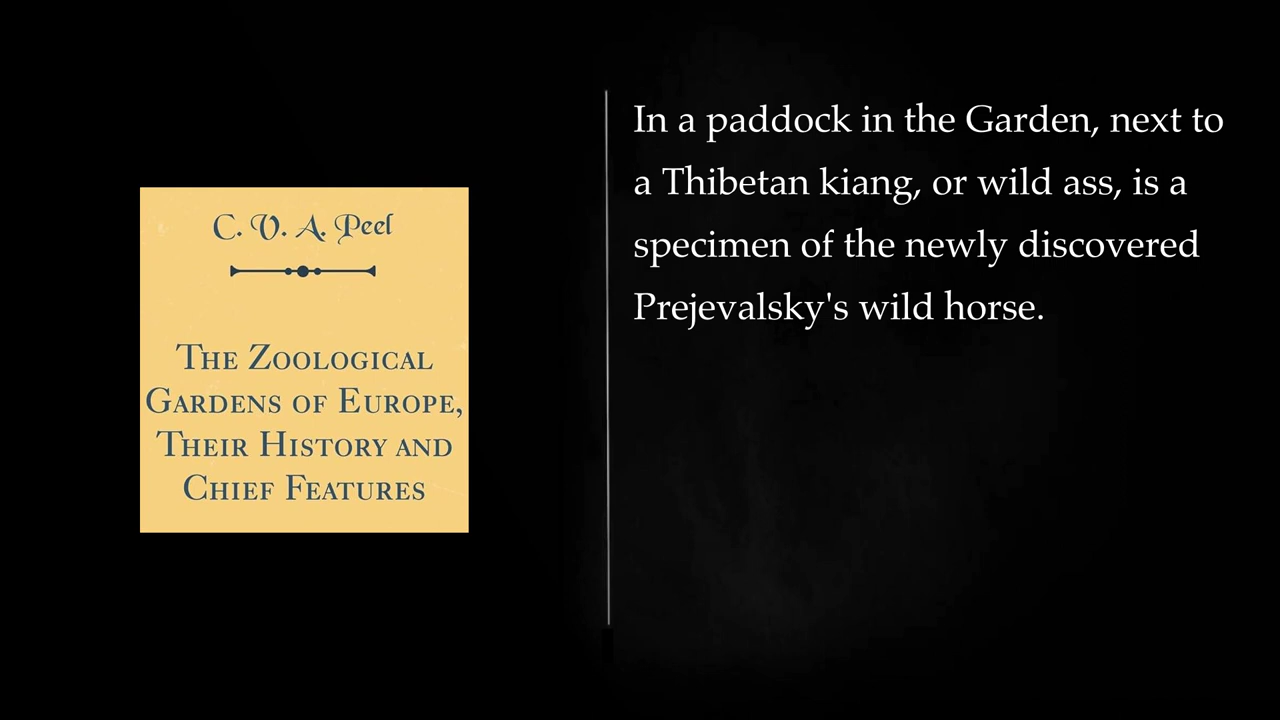 C. V. A. Peel
The Zoological
Gardens of Europe,
Their History and
Chief Features
In a paddock in the Garden, next to
a Thibetan kiang, or wild ass, is a
specimen of the newly discovered
Prejevalsky's wild horse.